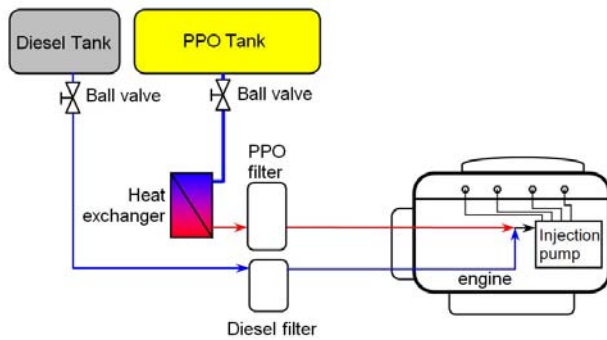 Diesel Tank
PPO Tank
Ball valve
Ball valve
PPO
filter
Heat
exchanger
Injection
pump
engine
Diesel filter